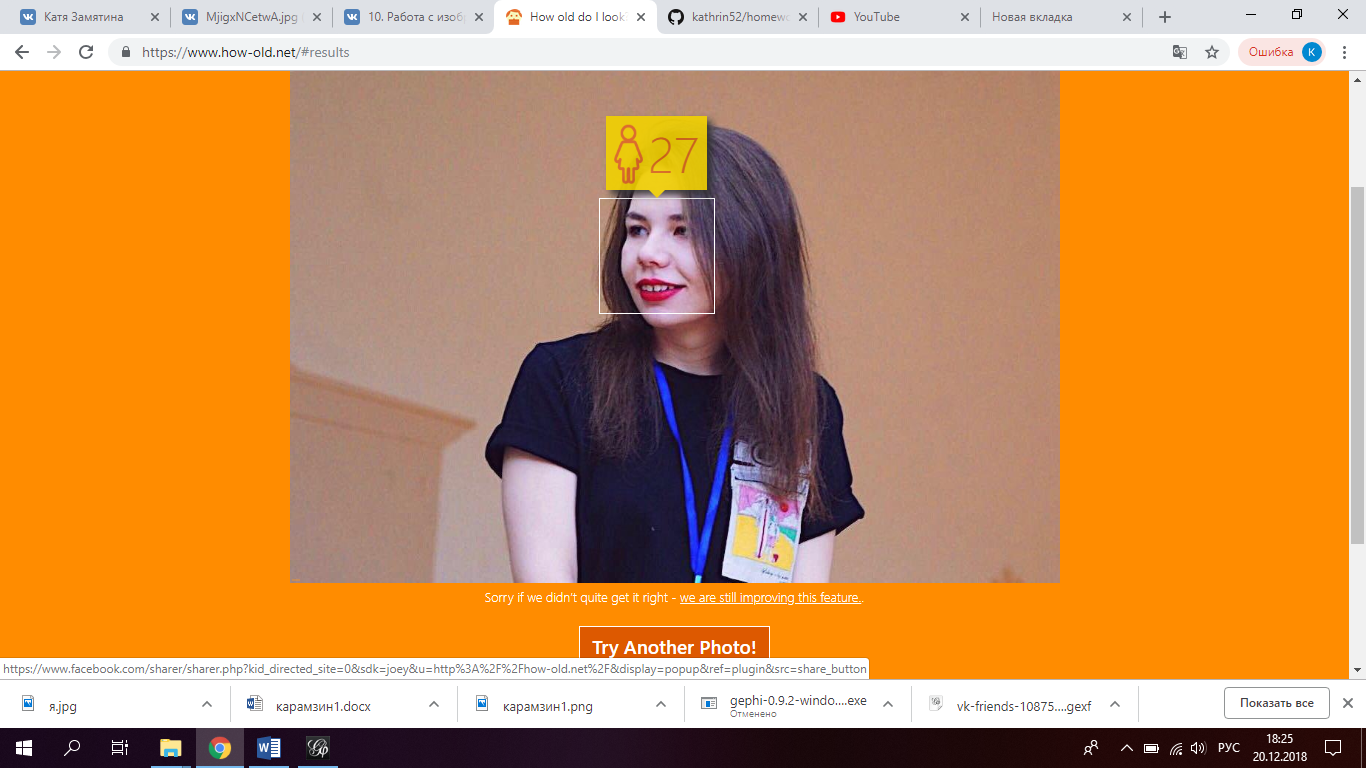 Катя Замятина
MjigxNCetwA.jpg
10. Работа с изоб
How old do I look
kathrin52/homewo
YouTube
Новая вкладка
https://www.how-old.net/#results
Ошибка
К
27
Sorry if we didn't quite get it right - we are still improving this feature..
Try Another Photo!
https://www.facebook.com/sharer/sharer.php?kid_directed_site=0&sdk=joey&u=http%3A%2F%2Fhow-old.net%2F&display=popup&ref=plugin&src=share_button
я.jpg
карамзин1.docx
карамзин1.png
gephi-0.9.2-windo....exe
Отменено
vk-friends-10875....gexf
Показать все
РУС
18:25
20.12.2018